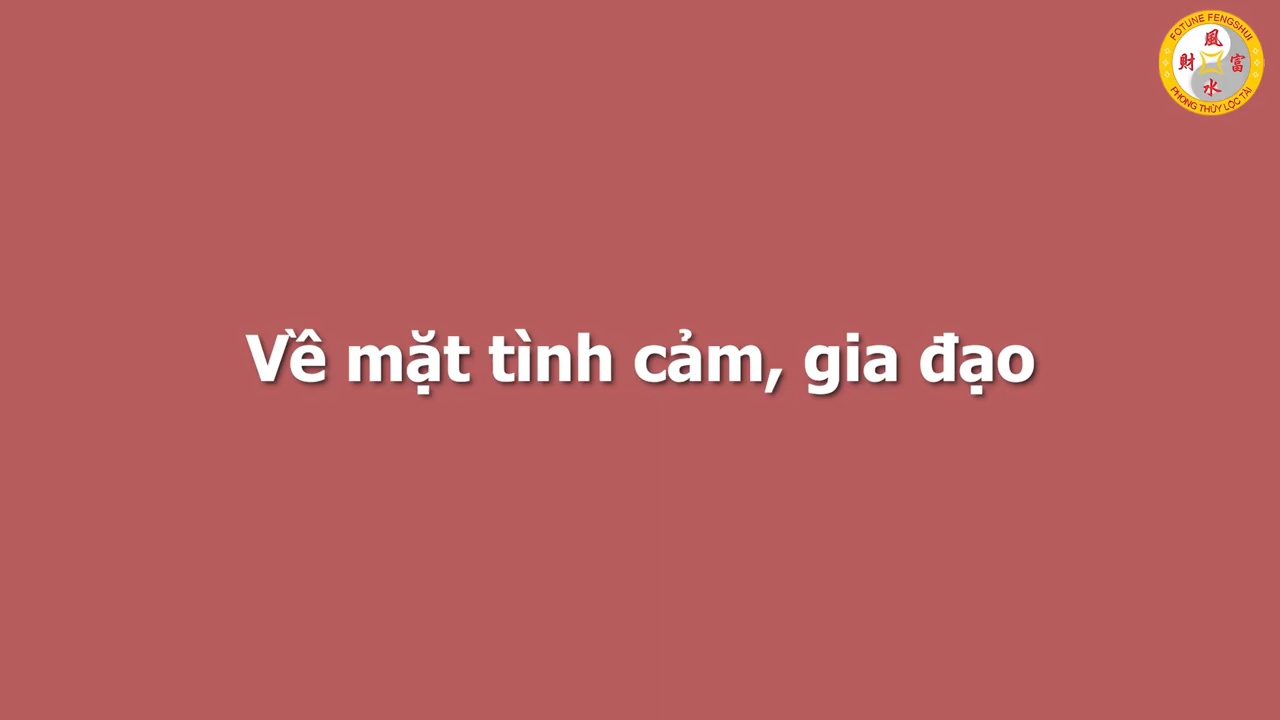 FOTUNE FENGSHUI
風
財 富
水
PHONG THỦY LỘC TÀI
Về mặt tình cảm, gia đạo